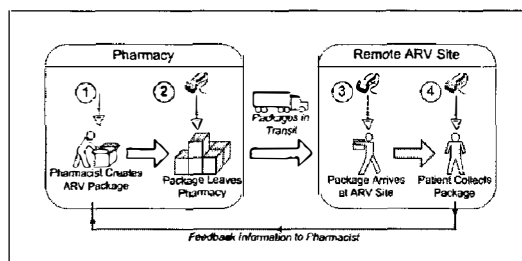 Pharmacy
Remote ARV Site
1
2
3
4
Packages in
Transit
Pharmacist Creates
ARV Package
Package Leaves
Pharmacy
Package Arrives
at ARV Site
Patient Collects
Package
Feedback information to Pharmacist